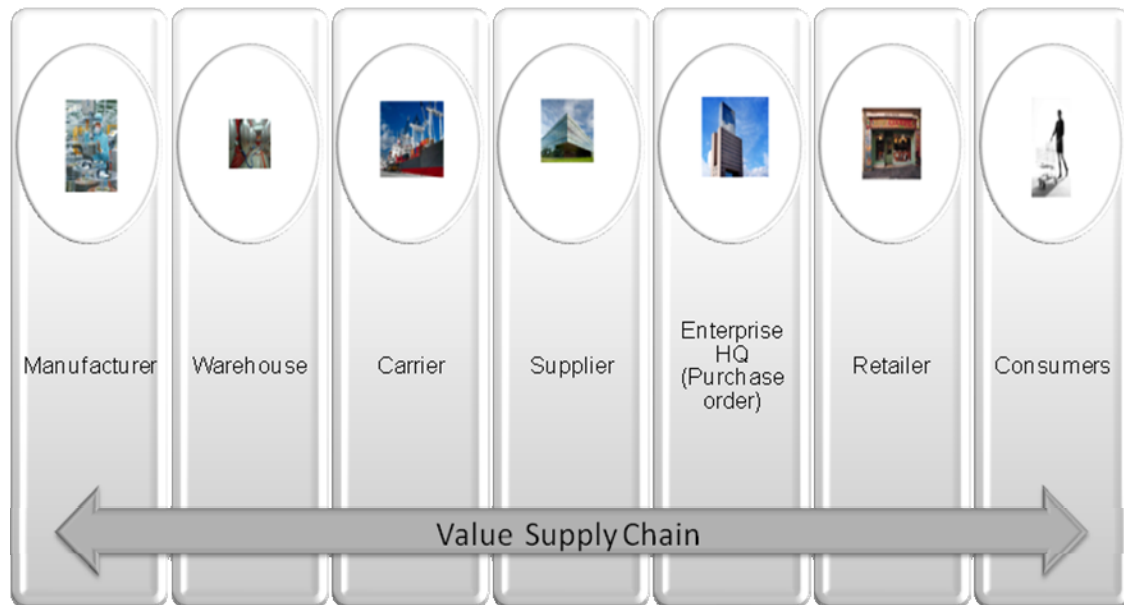 Manufacturer
Warehouse
Carrier
Supplier
Enterprise
HQ
(Purchase
order)
Retailer
Consumers
Value Supply Chain